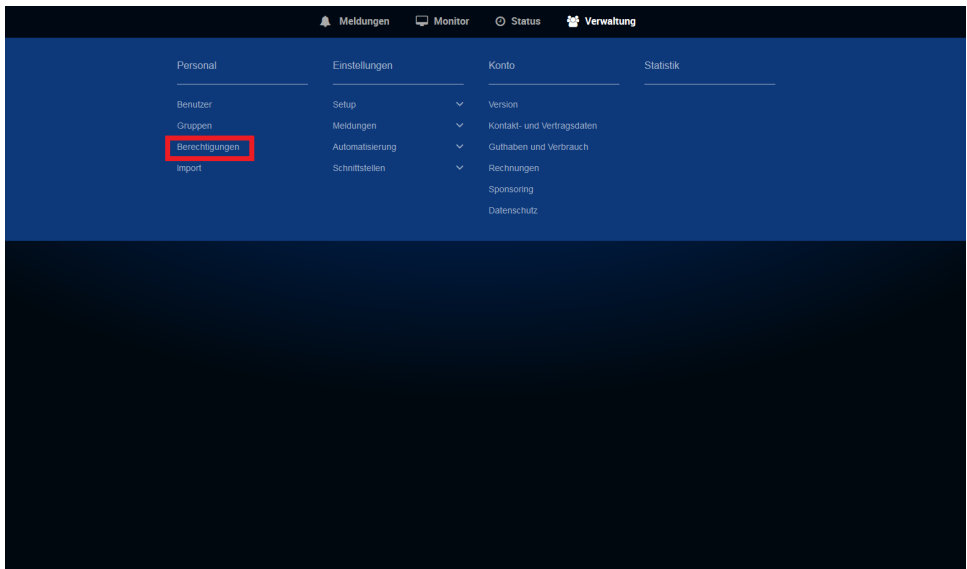 Meldungen Monitor Status Verwaltung
Personal Einstellungen Konto Statistik
Benutzer Setup Version
Gruppen Meldungen Kontakt- und Vertragsdaten
Berechtigungen Automatisierung Guthaben und Verbrauch
Import Schnittstellen Rechnungen
Sponsoring
Datenschutz